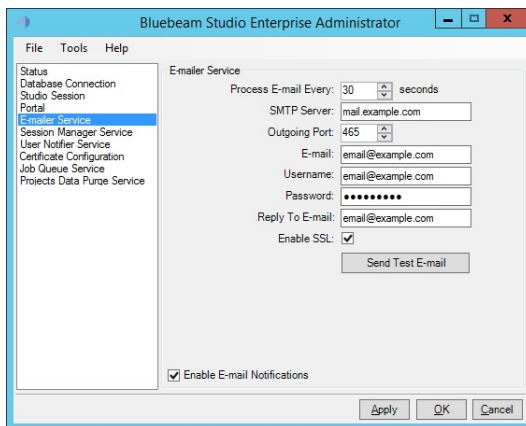 Bluebeam Studio Enterprise Administrator
File Tools Help
Status
Database Connection
Studio Session
Portal
E-mailer Service
Session Manager Service
User Notifier Service
Certificate Configuration
Job Queue Service
Projects Data Purge Service
E-mailer Service
Process E-mail Every: 30 seconds
SMTP Server: mail.example.com
Outgoing Port: 465
E-mail: email@example.com
Username: email@example.com
Password: •••••••••
Reply To E-mail: email@example.com
Enable SSL:
Send Test E-mail
Enable E-mail Notifications
Apply OK Cancel